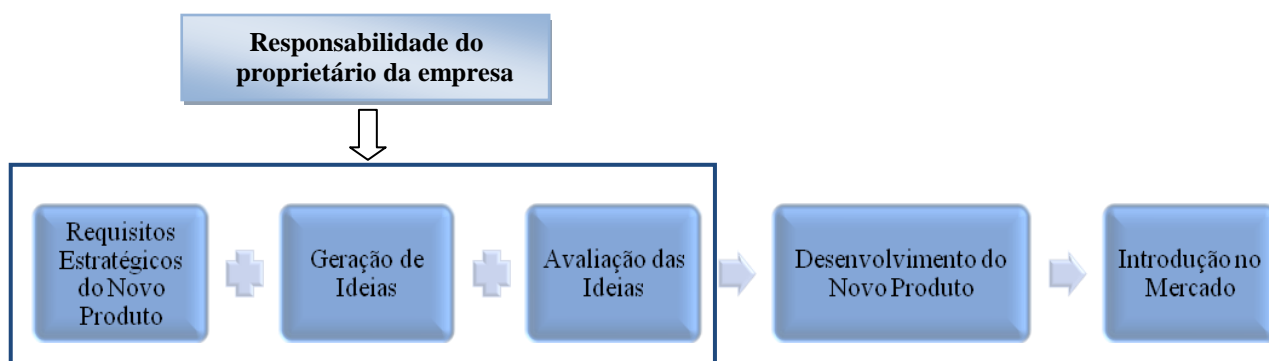 Responsabilidade do
proprietário da empresa
Requisitos
Estratégicos
do Novo
Produto
Geração de
Ideias
Avaliação das
Ideias
Desenvolvimento do
Novo Produto
Introdução no
Mercado